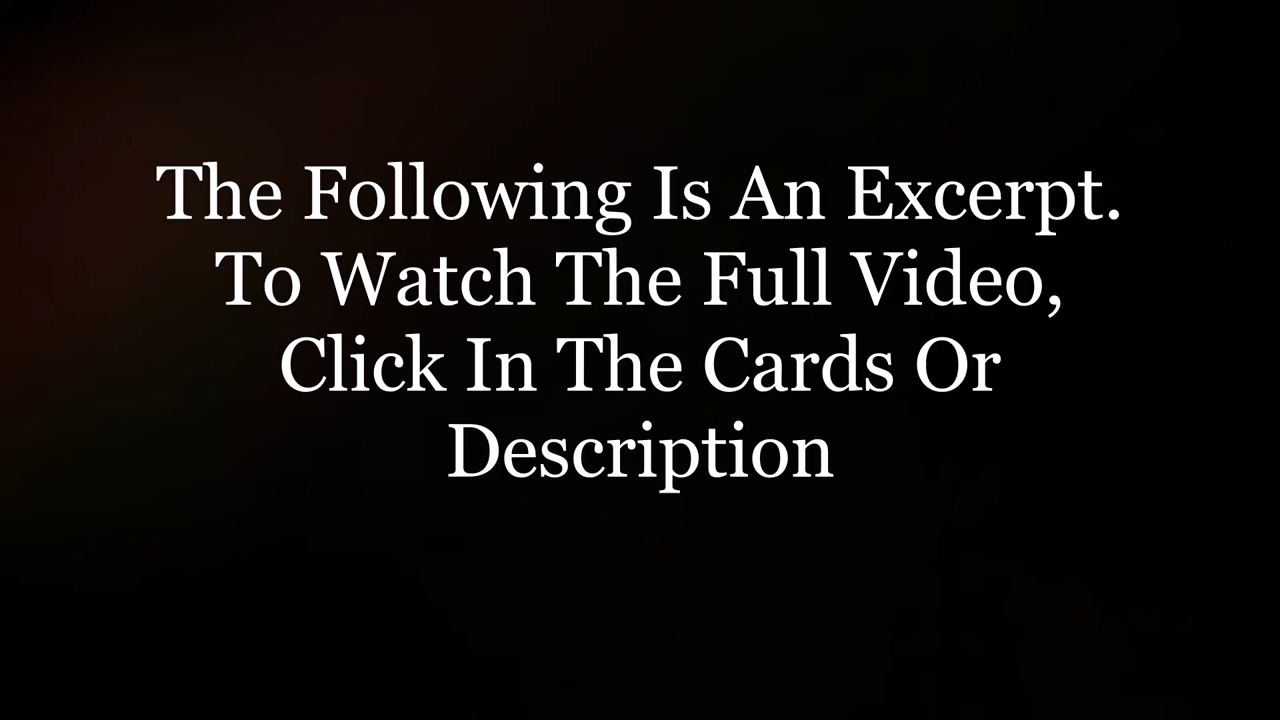 The Following Is An Excerpt.
To Watch The Full Video,
Click In The Cards Or
Description